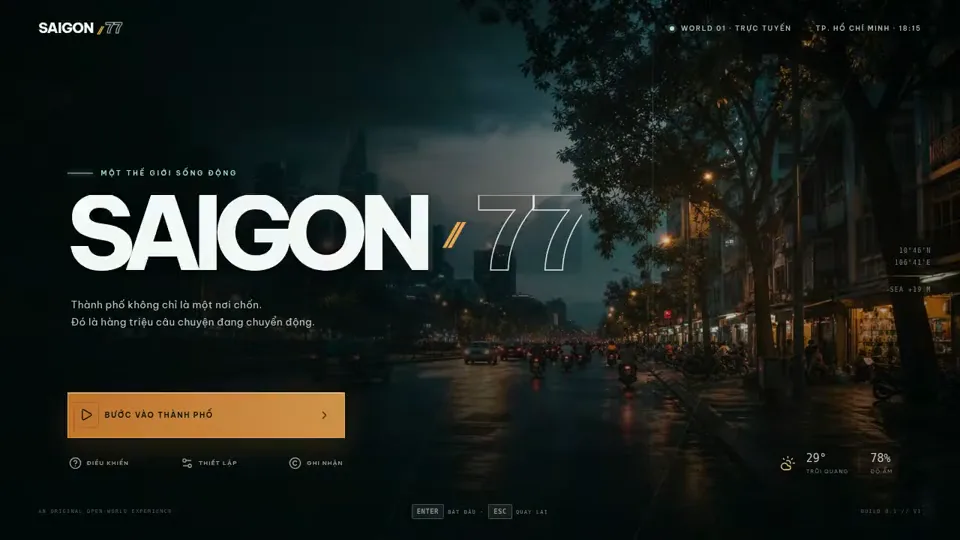 SAIGON // 77
WORLD 01 · TRỰC TUYẾN
TP. HỒ CHÍ MINH · 18:15
MỘT THẾ GIỚI SỐNG ĐỘNG
SAIGON // 77
10°46'N
106°41'E
SEA +19 M
Thành phố không chỉ là một nơi chốn.
Đó là hàng triệu câu chuyện đang chuyển động.
BƯỚC VÀO THÀNH PHỐ
ĐIỀU KHIỂN
THIẾT LẬP
GHI NHẬN
29°
TRỜI QUANG
78%
ĐỘ ẨM
AN ORIGINAL OPEN-WORLD EXPERIENCE
ENTER BẮT ĐẦU · ESC QUAY LẠI